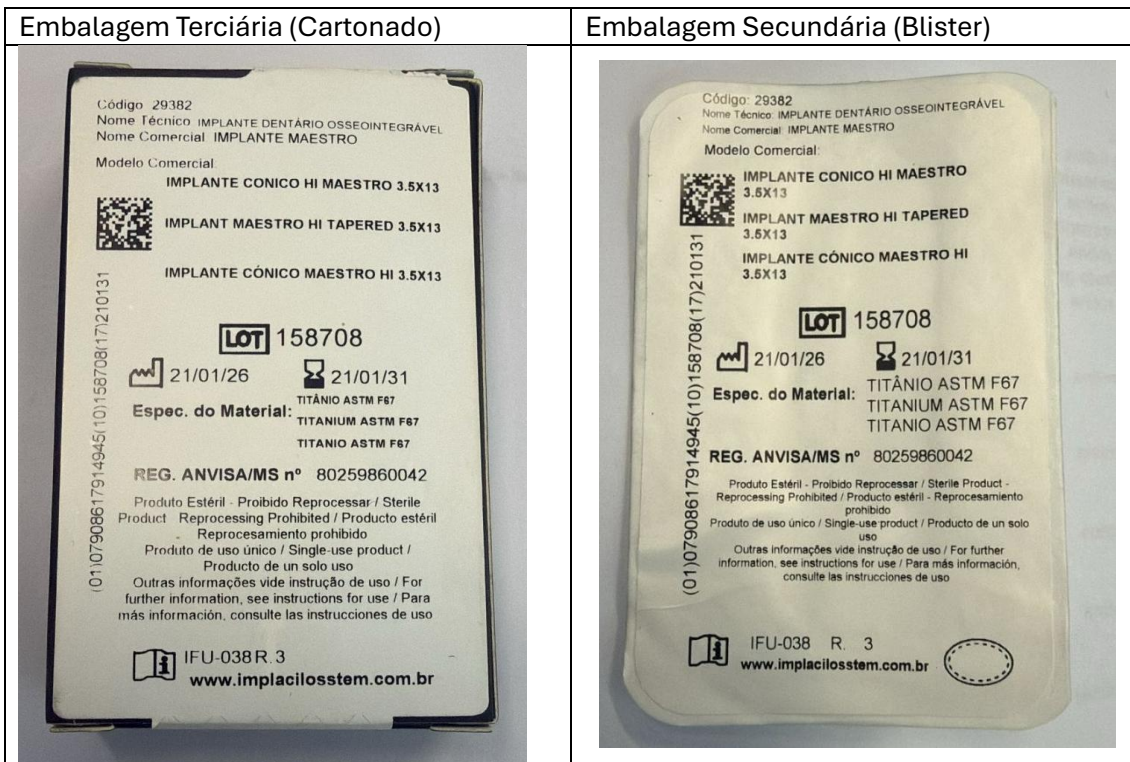 Embalagem Terciária (Cartonado)
Código: 29382
Nome Técnico: IMPLANTE DENTÁRIO OSSEOINTEGRÁVEL
Nome Comercial: IMPLANTE MAESTRO
Modelo Comercial:
IMPLANTE CONICO HI MAESTRO 3.5X13
IMPLANT MAESTRO HI TAPERED 3.5X13
IMPLANTE CÓNICO MAESTRO HI 3.5X13
(01)07908617914945(10)158708(17)210131
LOT 158708
21/01/26 21/01/31
Espec. do Material: TITÂNIO ASTM F67
TITANIUM ASTM F67
TITANIO ASTM F67
REG. ANVISA/MS nº 80259860042
Produto Estéril - Proibido Reprocessar / Sterile
Product Reprocessing Prohibited / Producto estéril
Reprocesamiento prohibido
Produto de uso único / Single-use product /
Producto de un solo uso
Outras informações vide instrução de uso / For
further information, see instructions for use / Para
más información, consulte las instrucciones de uso
IFU-038 R. 3
www.implacilosstem.com.br
Embalagem Secundária (Blister)
Código: 29382
Nome Técnico: IMPLANTE DENTÁRIO OSSEOINTEGRÁVEL
Nome Comercial: IMPLANTE MAESTRO
Modelo Comercial:
IMPLANTE CONICO HI MAESTRO
3.5X13
IMPLANT MAESTRO HI TAPERED
3.5X13
IMPLANTE CÓNICO MAESTRO HI
3.5X13
(01)07908617914945(10)158708(17)210131
LOT 158708
21/01/26 21/01/31
Espec. do Material: TITÂNIO ASTM F67
TITANIUM ASTM F67
TITANIO ASTM F67
REG. ANVISA/MS nº 80259860042
Produto Estéril - Proibido Reprocessar / Sterile Product -
Reprocessing Prohibited / Producto estéril - Reprocesamiento
prohibido
Produto de uso único / Single-use product / Producto de un solo
uso
Outras informações vide instrução de uso / For further
information, see instructions for use / Para más información,
consulte las instrucciones de uso
IFU-038 R. 3
www.implacilosstem.com.br